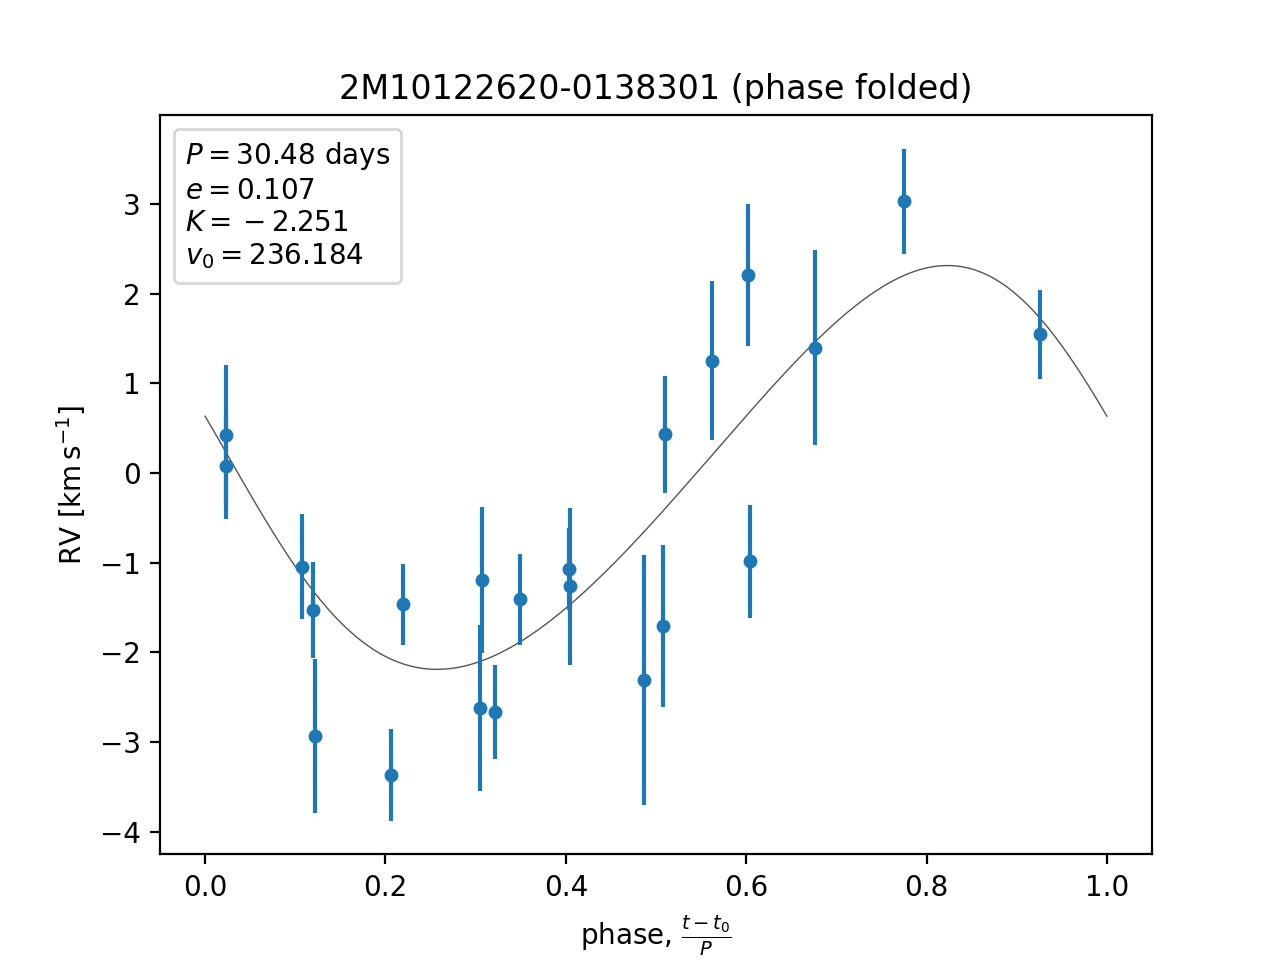 2M10122620-0138301 (phase folded)
P = 30.48 days
e = 0.107
K = −2.251
v₀ = 236.184
3
2
1
0
−1
−2
−3
−4
RV [km s⁻¹]
0.0 0.2 0.4 0.6 0.8 1.0
phase, (t − t₀)/P